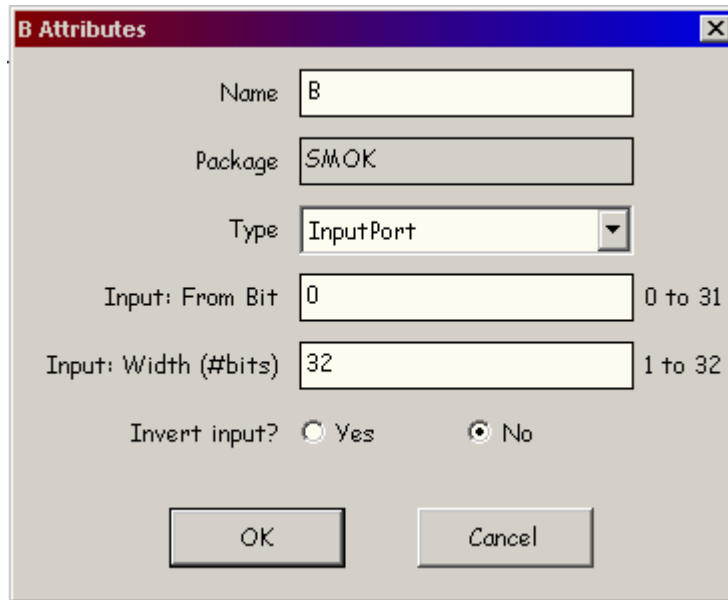 B Attributes
Name B
Package SMOK
Type InputPort
Input: From Bit 0 0 to 31
Input: Width (#bits) 32 1 to 32
Invert input? Yes No
OK Cancel